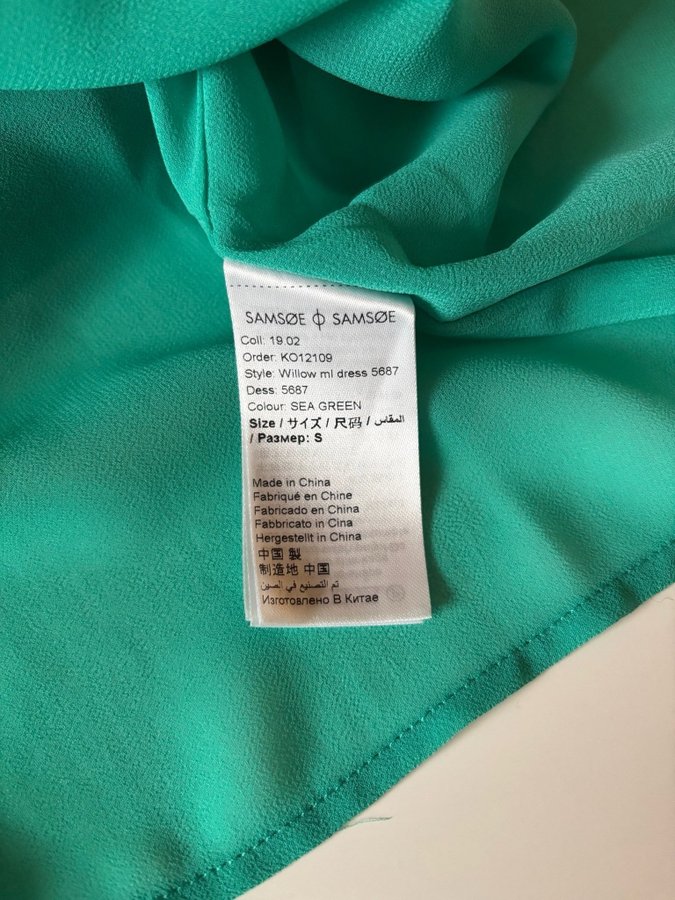 SAMSØE ϕ SAMSØE
Coll: 19.02
Order: KO12109
Style: Willow ml dress 5687
Dess: 5687
Colour: SEA GREEN
Size / サイズ / 尺码 / المقاس
/ Размер: S
Made in China
Fabriqué en Chine
Fabricado en China
Fabbricato in Cina
Hergestellt in China
中国 製
制造地 中国
تم التصنيع في الصين
Изготовлено В Китае